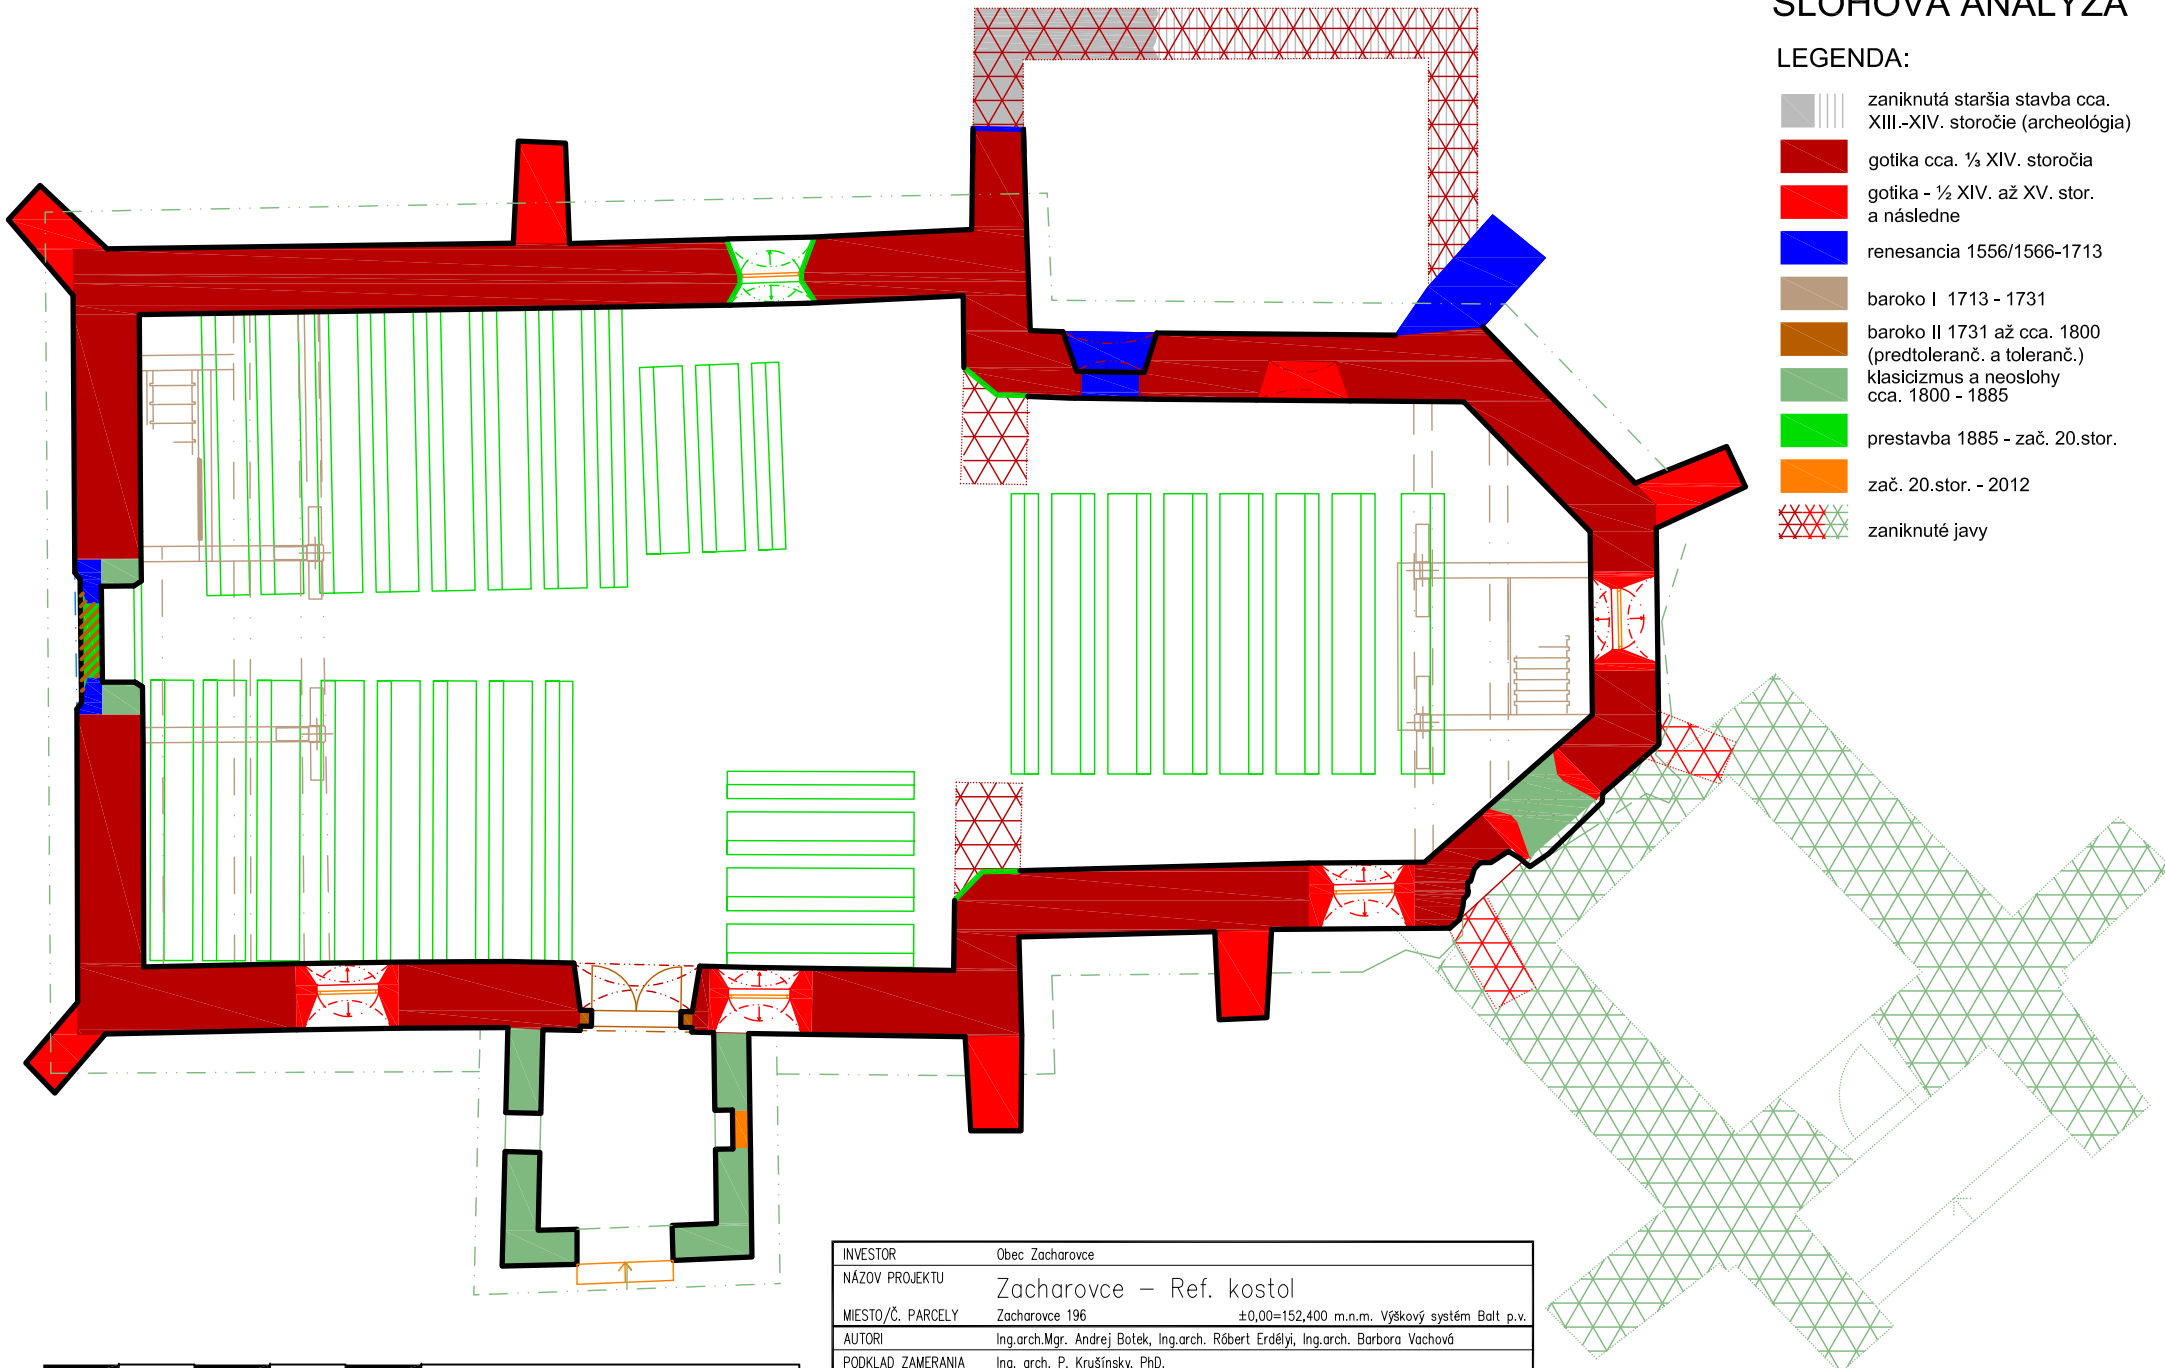 SLOHOVÁ ANALÝZA
LEGENDA:
zaniknutá staršia stavba cca.
XIII.-XIV. storočie (archeológia)
gotika cca. ⅓ XIV. storočia
gotika - ½ XIV. až XV. stor.
a následne
renesancia 1556/1566-1713
baroko I 1713 - 1731
baroko II 1731 až cca. 1800
(predtoleranč. a toleranč.)
klasicizmus a neoslohy
cca. 1800 - 1885
prestavba 1885 - zač. 20.stor.
zač. 20.stor. - 2012
zaniknuté javy
INVESTOR Obec Zacharovce
NÁZOV PROJEKTU Zacharovce – Ref. kostol
MIESTO/Č. PARCELY Zacharovce 196 ±0,00=152,400 m.n.m. Výškový systém Balt p.v.
AUTORI Ing.arch.Mgr. Andrej Botek, Ing.arch. Róbert Erdélyi, Ing.arch. Barbora Vachová
PODKLAD ZAMERANIA Ing. arch. P. Krušínsky, PhD.